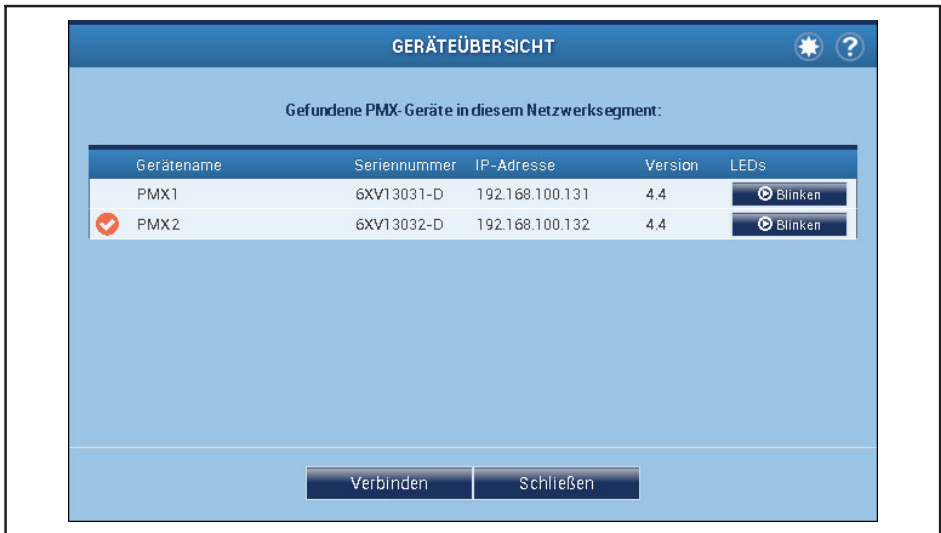 GERÄTEÜBERSICHT
Gefundene PMX-Geräte in diesem Netzwerksegment:
Gerätename Seriennummer IP-Adresse Version LEDs
PMX1 6XV13031-D 192.168.100.131 4.4 Blinken
PMX2 6XV13032-D 192.168.100.132 4.4 Blinken
Verbinden Schließen